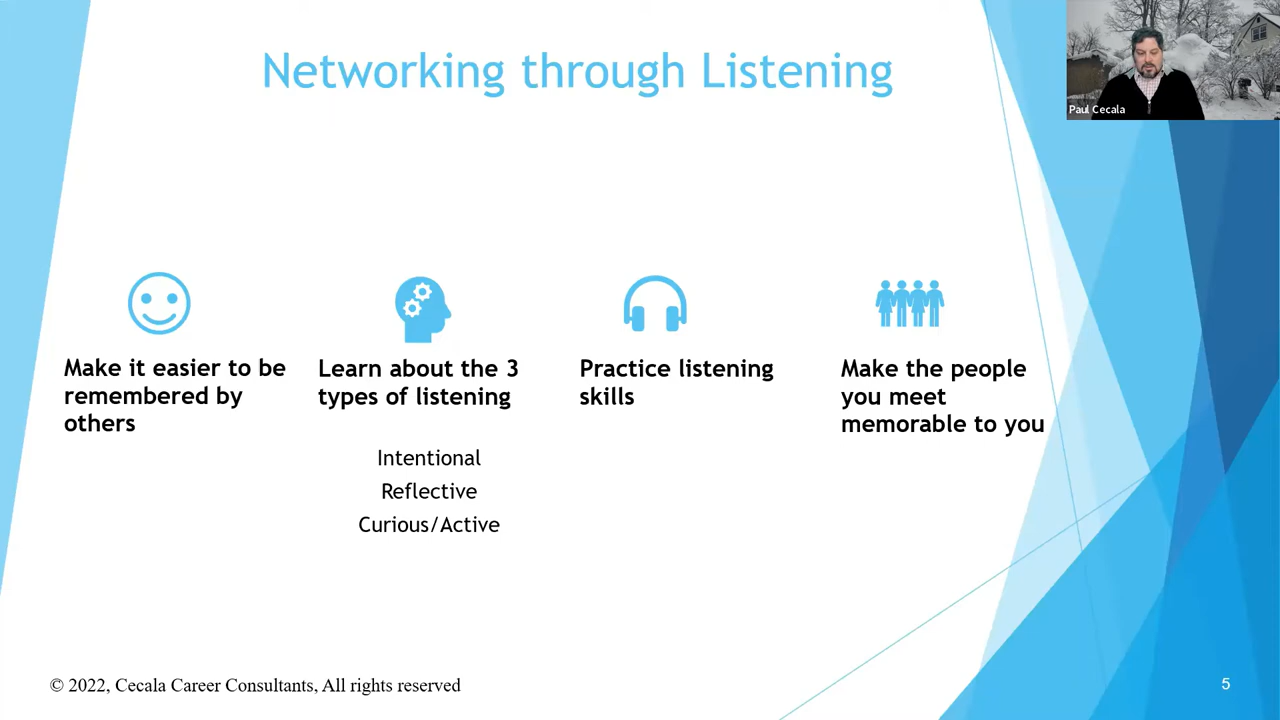 Networking through Listening
Paul Cecala
Make it easier to be
remembered by
others
Learn about the 3
types of listening
Intentional
Reflective
Curious/Active
Practice listening
skills
Make the people
you meet
memorable to you
© 2022, Cecala Career Consultants, All rights reserved
5